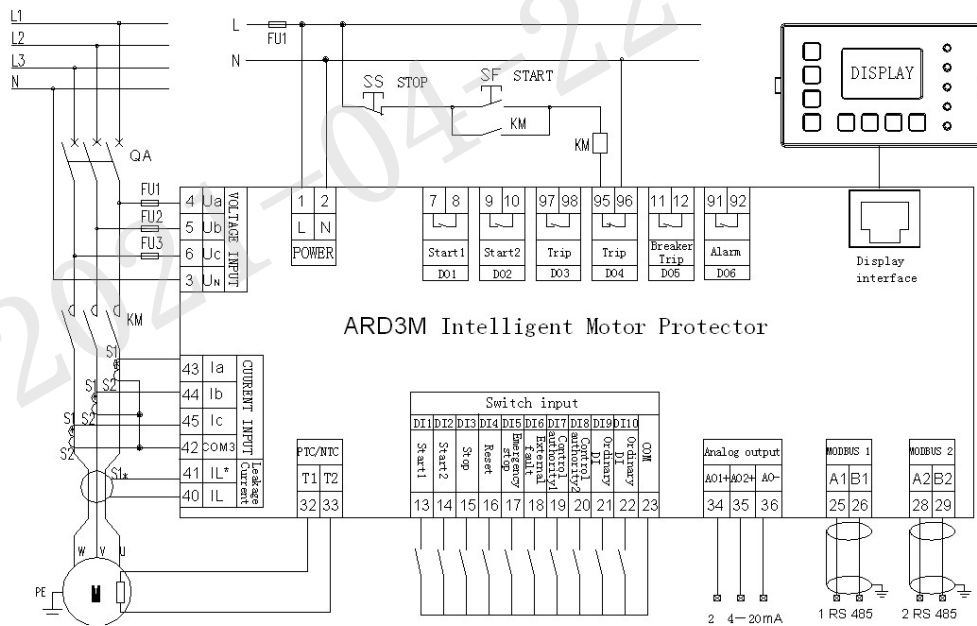 L1
L2
L3
N
L
FU1
N
SS STOP
SF START
KM
KM
DISPLAY
QA
FU1
FU2
FU3
4 Ua
5 Ub
6 Uc
3 UN
VOLTAGE INPUT
1 2
L N
POWER
7 8
Start1
DO1
9 10
Start2
DO2
97 98
Trip
DO3
95 96
Trip
DO4
11 12
Breaker
Trip
DO5
91 92
Alarm
DO6
Display
interface
2021-04-22
ARD3M Intelligent Motor Protector
KM
S1
S2
S1
S2
S1
S2
S1*
43 Ia
44 Ib
45 Ic
42 COM3
CUURENT INPUT
41 IL*
40 IL
Leakage
Current
PTC/NTC
T1 T2
32 33
Switch input
DI1 DI2 DI3 DI4 DI5 DI6 DI7 DI8 DI9 DI10
Start1
Start2
Stop
Reset
Emergency
stop
External
fault
Control
authority1
Control
authority2
Ordinary
DI
Ordinary
DI
COM
13 14 15 16 17 18 19 20 21 22 23
Analog output
AO1+ AO2+ AO-
34 35 36
2 4-20mA
MODBUS 1
A1 B1
25 26
1 RS 485
MODBUS 2
A2 B2
28 29
2 RS 485
W V U
PE
M